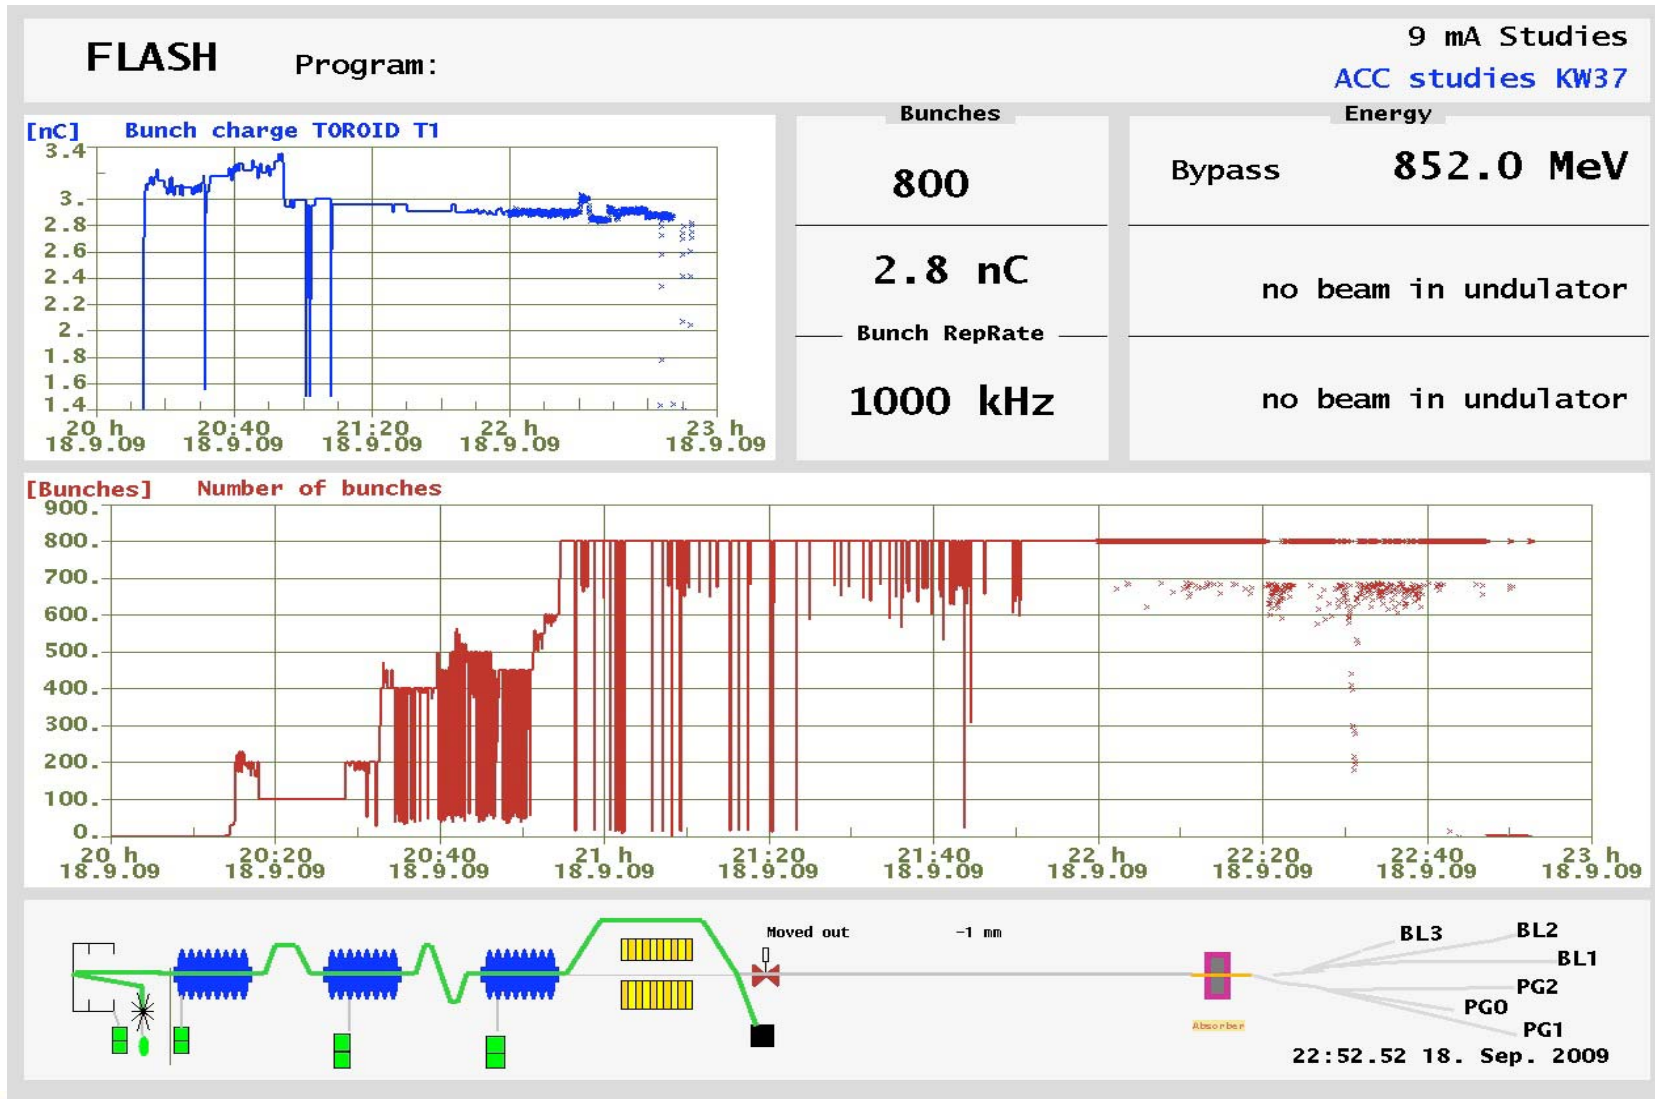 FLASH Program:
9 mA Studies
ACC studies KW37
[nC] Bunch charge TOROID T1
3.4
3.
2.8
2.6
2.4
2.2
2.
1.8
1.6
1.4
20 h 20:40 21:20 22 h 23 h
18.9.09 18.9.09 18.9.09 18.9.09 18.9.09
Bunches
800
2.8 nC
Bunch RepRate
1000 kHz
Energy
Bypass 852.0 MeV
no beam in undulator
no beam in undulator
[Bunches] Number of bunches
900.
800.
700.
600.
500.
400.
300.
200.
100.
0.
20 h 20:20 20:40 21 h 21:20 21:40 22 h 22:20 22:40 23 h
18.9.09 18.9.09 18.9.09 18.9.09 18.9.09 18.9.09 18.9.09 18.9.09 18.9.09 18.9.09
Moved out -1 mm
Absorber
BL3
BL2
BL1
PG2
PG0
PG1
22:52.52 18. Sep. 2009